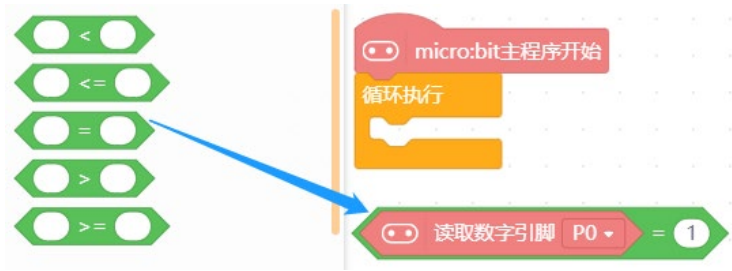 <
<=
=
>
>=
micro:bit主程序开始
循环执行
读取数字引脚 P0 = 1